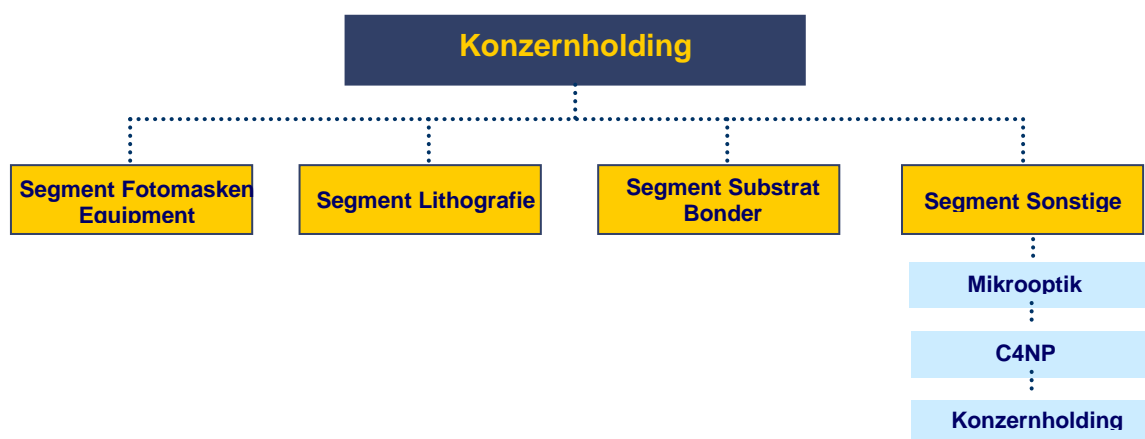 Konzernholding
Segment Fotomasken
Equipment
Segment Lithografie
Segment Substrat
Bonder
Segment Sonstige
Mikrooptik
C4NP
Konzernholding